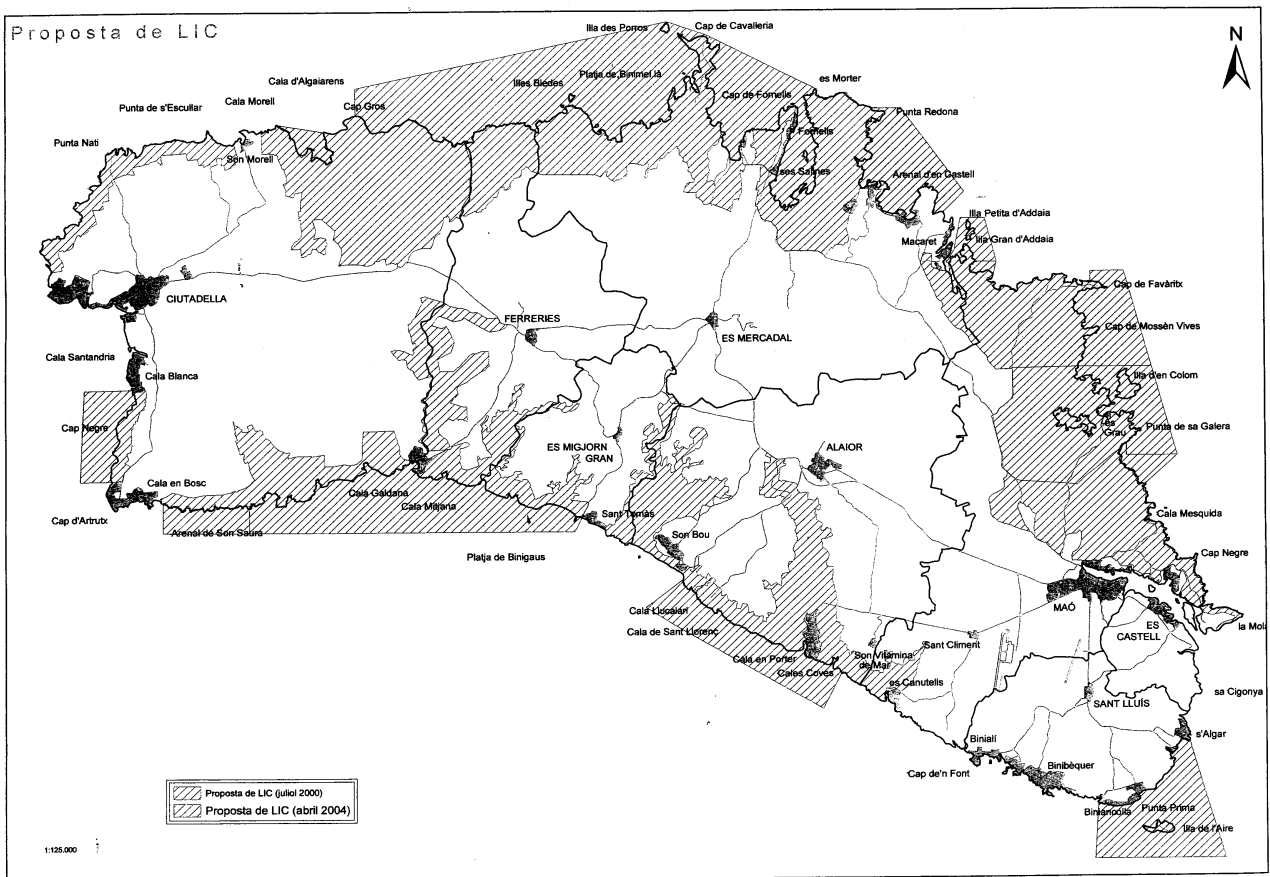 Proposta de LIC
Illa des Porros
Cap de Cavalleria
N
Cala d'Algaiarens
Illes Bledes
Platja de Binimel.là
es Morter
Punta de s'Escullar
Cala Morell
Cap Gros
Cap de Fornells
Punta Redona
Punta Nati
Fornells
Son Morell
ses Salines
Arenal d'en Castell
Illa Petita d'Addaia
Macaret
Illa Gran d'Addaia
Cap de Favàritx
CIUTADELLA
FERRERIES
ES MERCADAL
Cap de Mossèn Vives
Cala Santandria
Cala Blanca
Illa d'en Colom
Cap Negre
es
Grau
Punta de sa Galera
ES MIGJORN
GRAN
ALAIOR
Cala en Bosc
Cala Galdana
Cala Mitjana
Cap d'Artrutx
Arenal de Son Saura
Sant Tomàs
Son Bou
Cala Mesquida
Platja de Binigaus
Cap Negre
MAÓ
Cala Llucalari
ES
CASTELL
la Mola
Cala de Sant Llorenç
Sant Climent
Cala en Porter
Son Vitamina
de Mar
Cales Coves
es Canutells
sa Cigonya
SANT LLUÍS
s'Algar
Binialí
Cap de'n Font
Binibèquer
Biniancolla
Punta Prima
Illa de l'Aire
Proposta de LIC (juliol 2000)
Proposta de LIC (abril 2004)
1:125.000